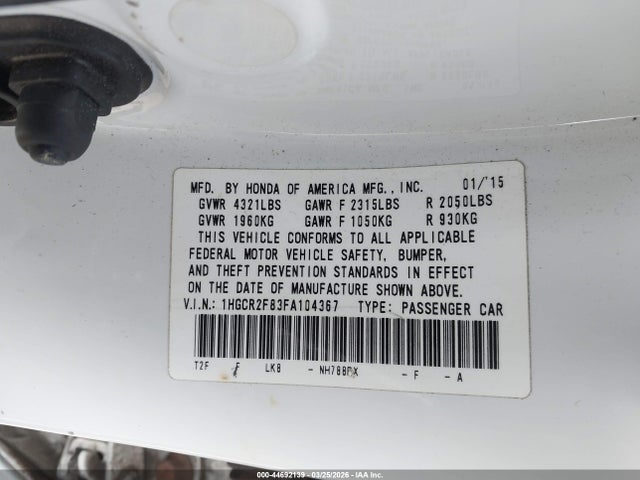 MFD. BY HONDA OF AMERICA MFG., INC. 01/'15
GVWR 4321LBS GAWR F 2315LBS R 2050LBS
GVWR 1960KG GAWR F 1050KG R 930KG
THIS VEHICLE CONFORMS TO ALL APPLICABLE
FEDERAL MOTOR VEHICLE SAFETY, BUMPER,
AND THEFT PREVENTION STANDARDS IN EFFECT
ON THE DATE OF MANUFACTURE SHOWN ABOVE.
V.I.N.: 1HGCR2F83FA104367 TYPE: PASSENGER CAR
T2F F LK8 - NH788PX - F - A
000-44692139 - 03/25/2026 - IAA Inc.